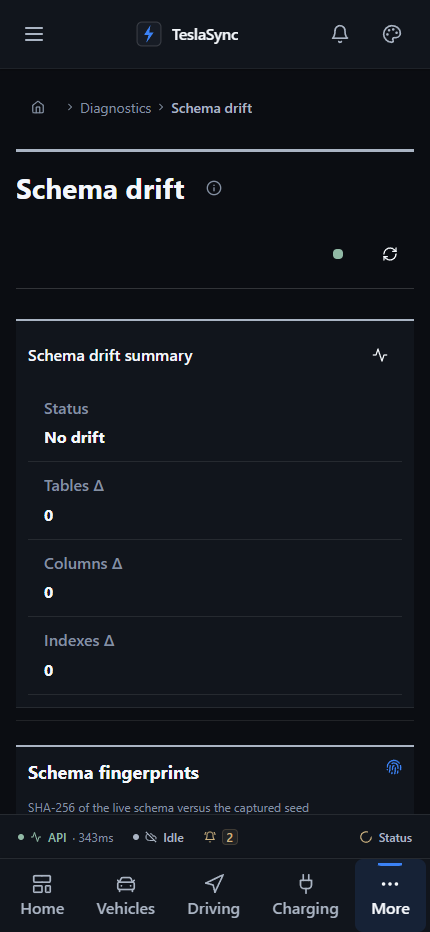 TeslaSync
Diagnostics Schema drift
Schema drift
Schema drift summary
Status
No drift
Tables Δ
0
Columns Δ
0
Indexes Δ
0
Schema fingerprints
SHA-256 of the live schema versus the captured seed
API · 343ms Idle 2 Status
Home Vehicles Driving Charging More